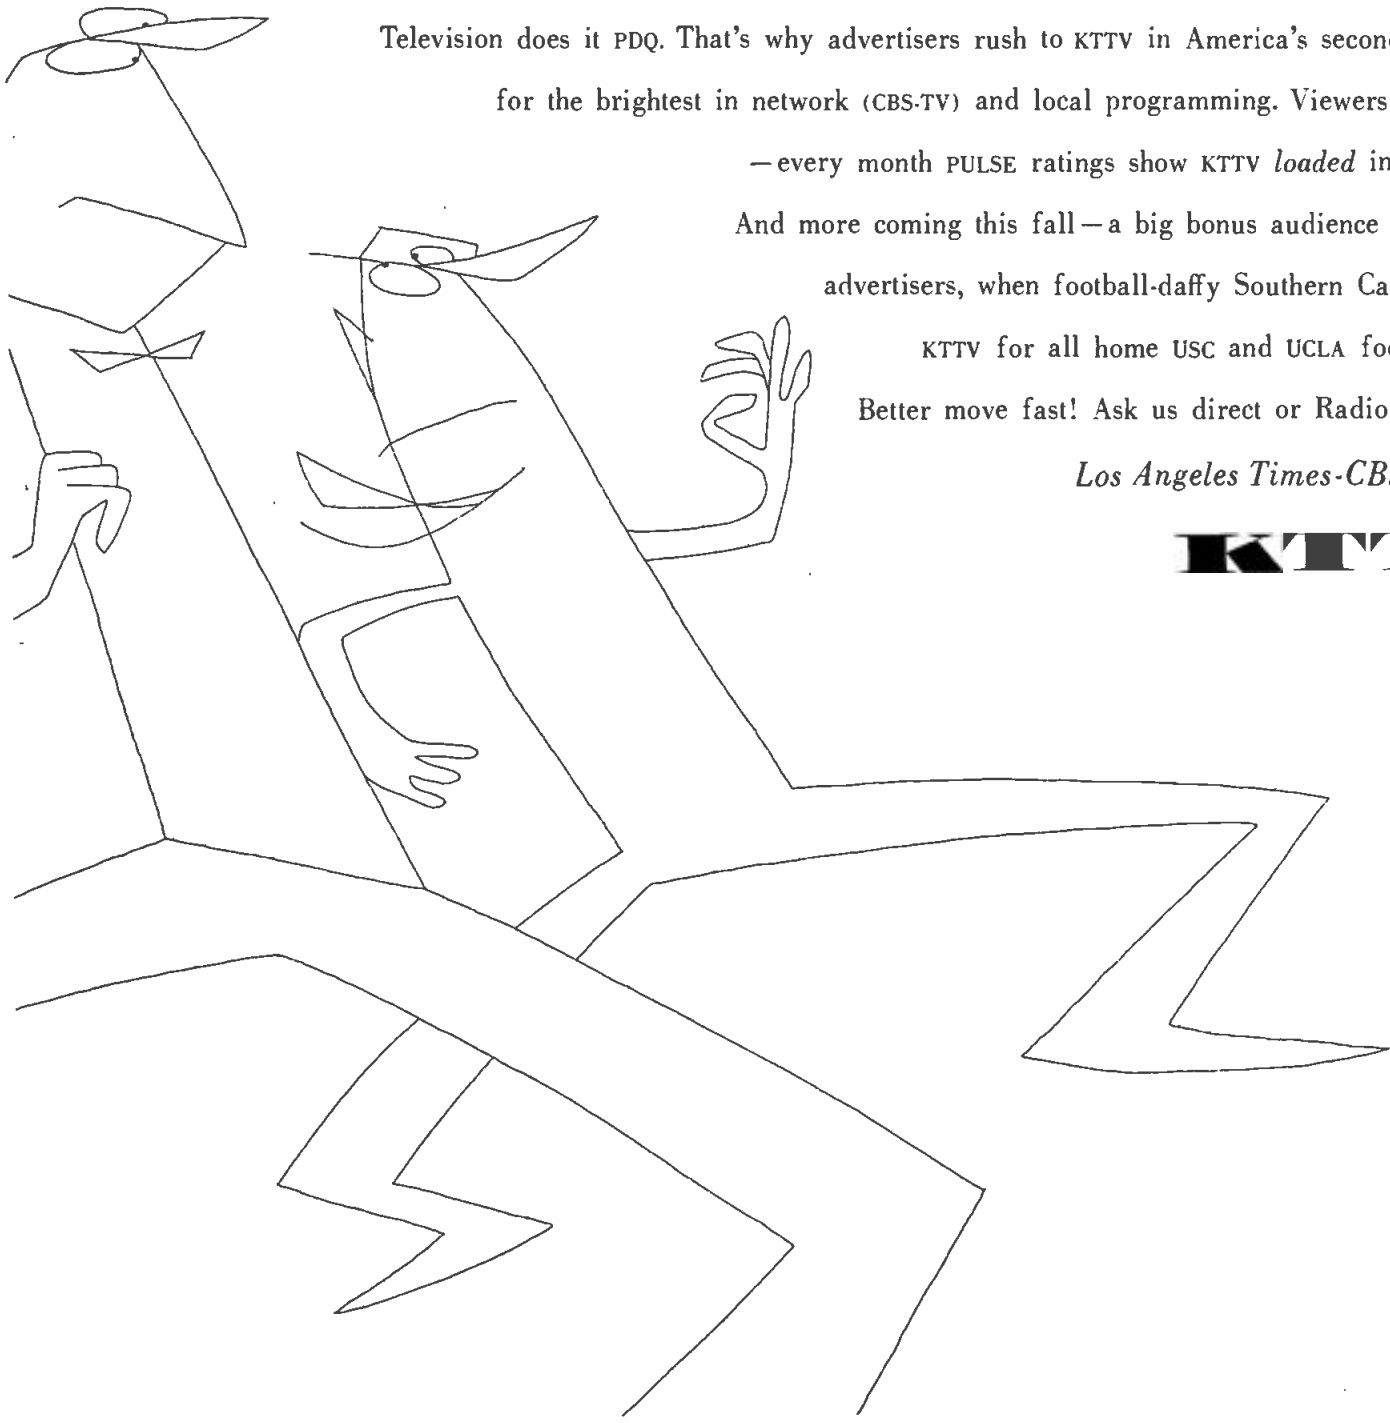 Television does it PDQ. That's why advertisers rush to KTTV in America's secon
for the brightest in network (CBS-TV) and local programming. Viewers
—every month PULSE ratings show KTTV loaded in
And more coming this fall—a big bonus audience
advertisers, when football-daffy Southern Ca
KTTV for all home USC and UCLA foo
Better move fast! Ask us direct or Radio
Los Angeles Times-CB
KTT